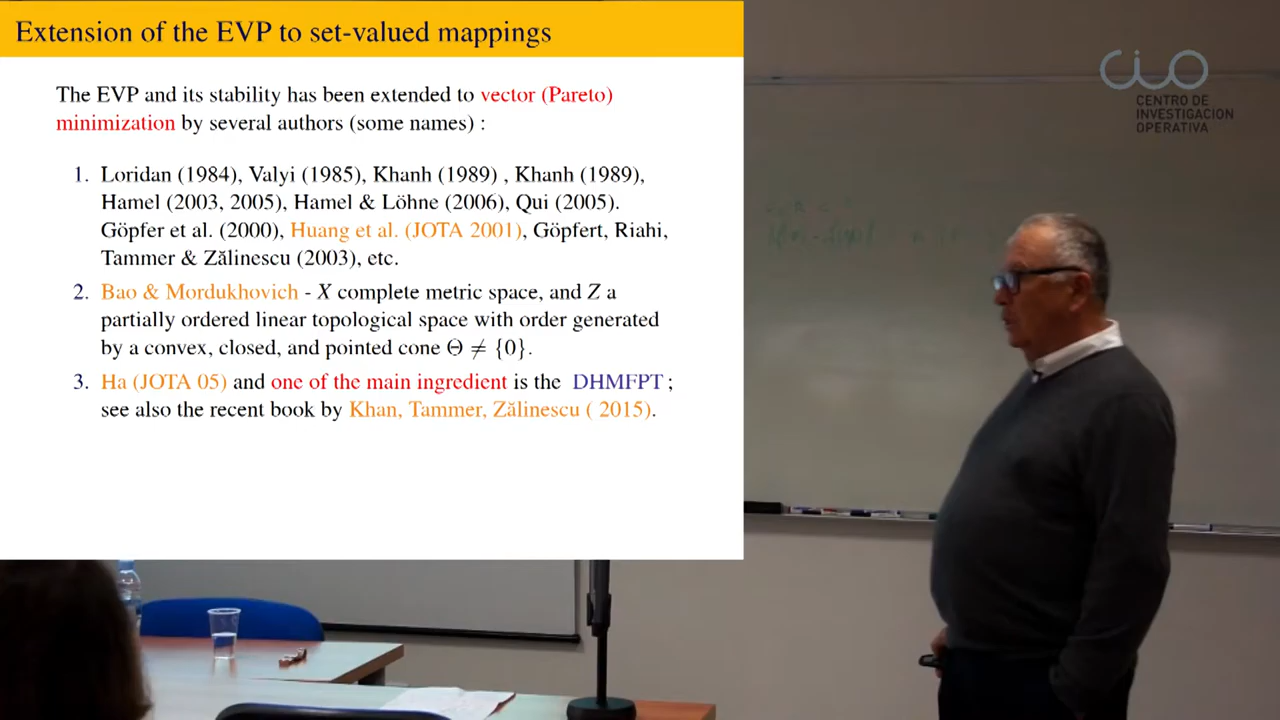 Extension of the EVP to set-valued mappings
The EVP and its stability has been extended to vector (Pareto)
minimization by several authors (some names) :
1. Loridan (1984), Valyi (1985), Khanh (1989) , Khanh (1989),
Hamel (2003, 2005), Hamel & Löhne (2006), Qui (2005).
Göpfer et al. (2000), Huang et al. (JOTA 2001), Göpfert, Riahi,
Tammer & Zălinescu (2003), etc.
2. Bao & Mordukhovich - X complete metric space, and Z a
partially ordered linear topological space with order generated
by a convex, closed, and pointed cone Θ ≠ {0}.
3. Ha (JOTA 05) and one of the main ingredient is the DHMFPT ;
see also the recent book by Khan, Tammer, Zălinescu ( 2015).
CIO
CENTRO DE
INVESTIGACION
OPERATIVA